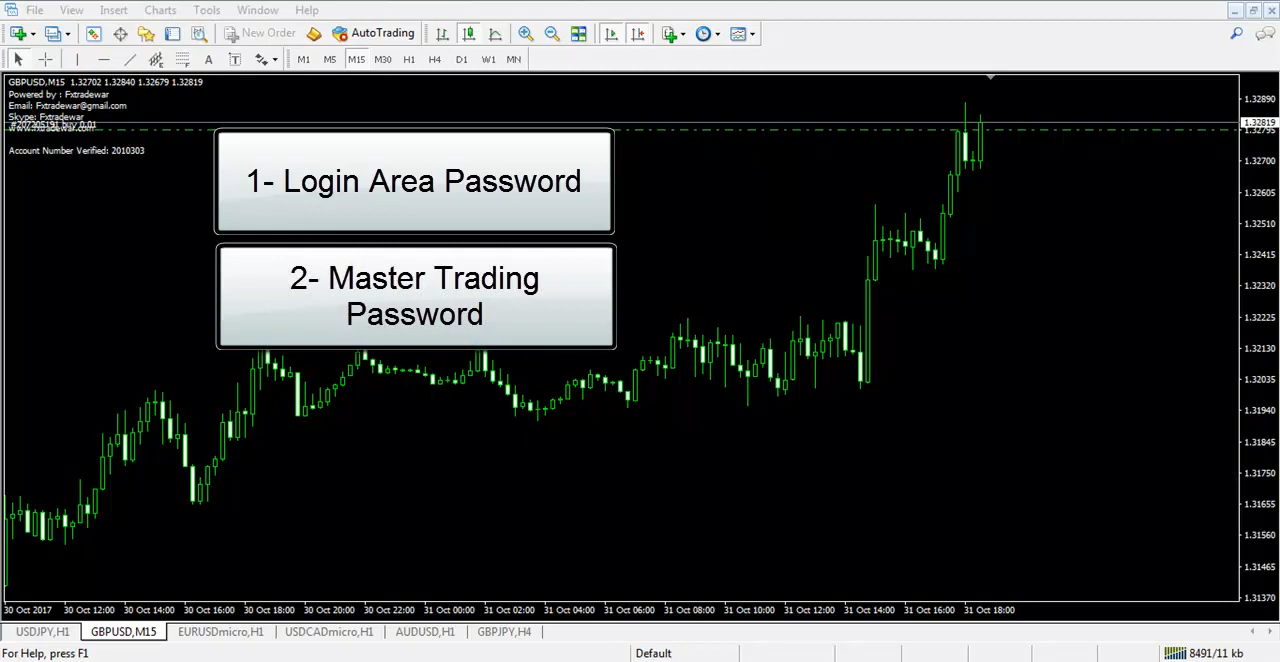 File View Insert Charts Tools Window Help
New Order AutoTrading
A T M1 M5 M15 M30 H1 H4 D1 W1 MN
GBPUSD,M15 1.32702 1.32840 1.32679 1.32819
Powered by : Fxtradewar
Email: Fxtradewar@gmail.com
Skype: Fxtradewar
www.fxtradewar.com
Account Number Verified: 2010303
1- Login Area Password
2- Master Trading
Password
1.32890
1.32819
1.32795
1.32700
1.32605
1.32510
1.32415
1.32320
1.32225
1.32130
1.32035
1.31940
1.31845
1.31750
1.31655
1.31560
1.31465
1.31370
30 Oct 2017 30 Oct 12:00 30 Oct 14:00 30 Oct 16:00 30 Oct 18:00 30 Oct 20:00 30 Oct 22:00 31 Oct 00:00 31 Oct 02:00 31 Oct 04:00 31 Oct 06:00 31 Oct 08:00 31 Oct 10:00 31 Oct 12:00 31 Oct 14:00 31 Oct 16:00 31 Oct 18:00
USDJPY,H1 GBPUSD,M15 EURUSDmicro,H1 USDCADmicro,H1 AUDUSD,H1 GBPJPY,H4
For Help, press F1 Default 8491/11 kb